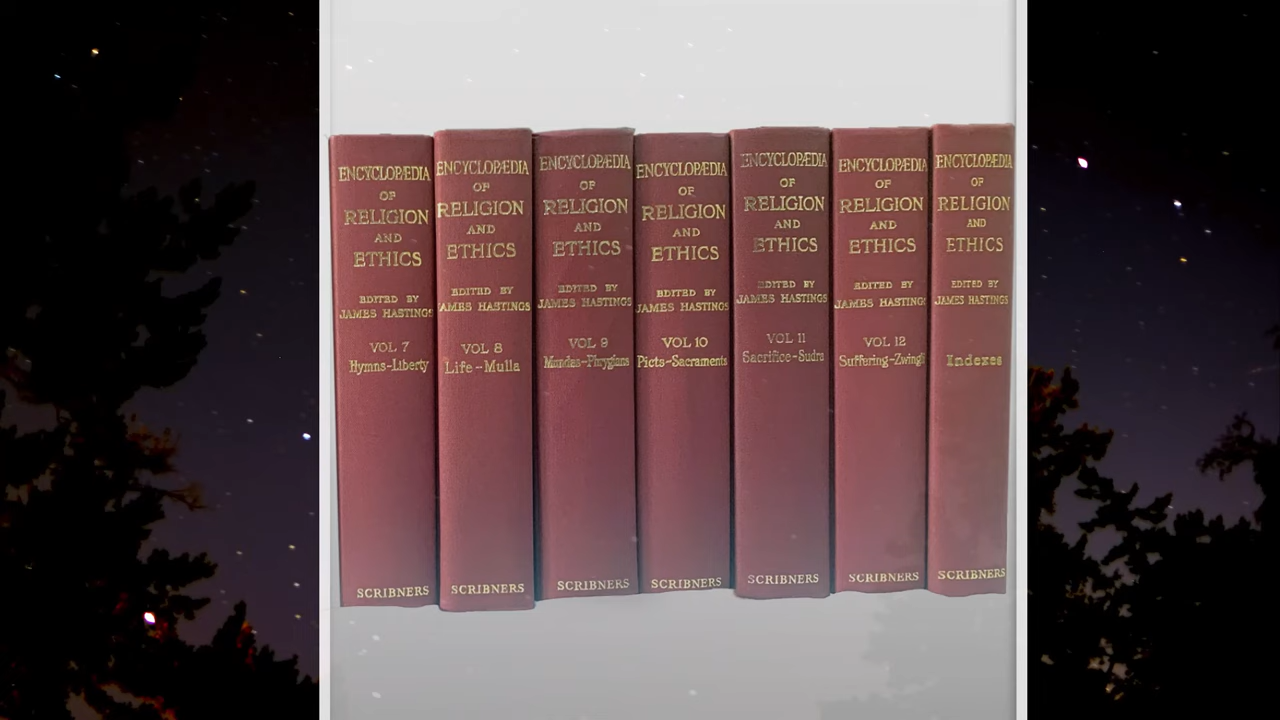 ENCYCLOPÆDIA
OF
RELIGION
AND
ETHICS
EDITED BY
JAMES HASTINGS
VOL 7
Hymns-Liberty
SCRIBNERS
ENCYCLOPÆDIA
OF
RELIGION
AND
ETHICS
EDITED BY
JAMES HASTINGS
VOL 8
Life-Mulla
SCRIBNERS
ENCYCLOPÆDIA
OF
RELIGION
AND
ETHICS
EDITED BY
JAMES HASTINGS
VOL 9
Mundas-Phrygians
SCRIBNERS
ENCYCLOPÆDIA
OF
RELIGION
AND
ETHICS
EDITED BY
JAMES HASTINGS
VOL 10
Picts-Sacraments
SCRIBNERS
ENCYCLOPÆDIA
OF
RELIGION
AND
ETHICS
EDITED BY
JAMES HASTINGS
VOL 11
Sacrifice-Sudra
SCRIBNERS
ENCYCLOPÆDIA
OF
RELIGION
AND
ETHICS
EDITED BY
JAMES HASTINGS
VOL 12
Suffering-Zwingli
SCRIBNERS
ENCYCLOPÆDIA
OF
RELIGION
AND
ETHICS
EDITED BY
JAMES HASTINGS
Indexes
SCRIBNERS